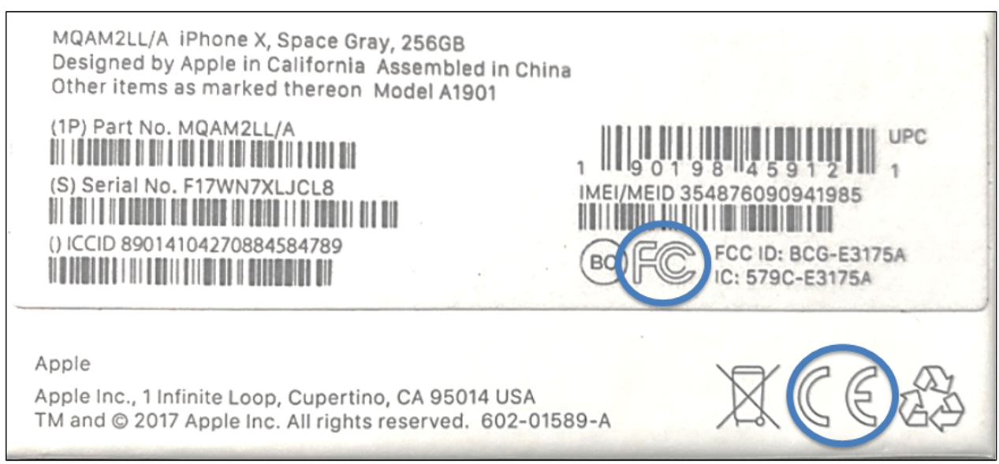 MQAM2LL/A iPhone X, Space Gray, 256GB
Designed by Apple in California Assembled in China
Other items as marked thereon Model A1901
(1P) Part No. MQAM2LL/A
(S) Serial No. F17WN7XLJCL8
() ICCID 89014104270884584789
UPC
1 90198 45912 1
IMEI/MEID 354876090941985
BC FC FCC ID: BCG-E3175A
IC: 579C-E3175A
Apple
Apple Inc., 1 Infinite Loop, Cupertino, CA 95014 USA
TM and © 2017 Apple Inc. All rights reserved. 602-01589-A
CE